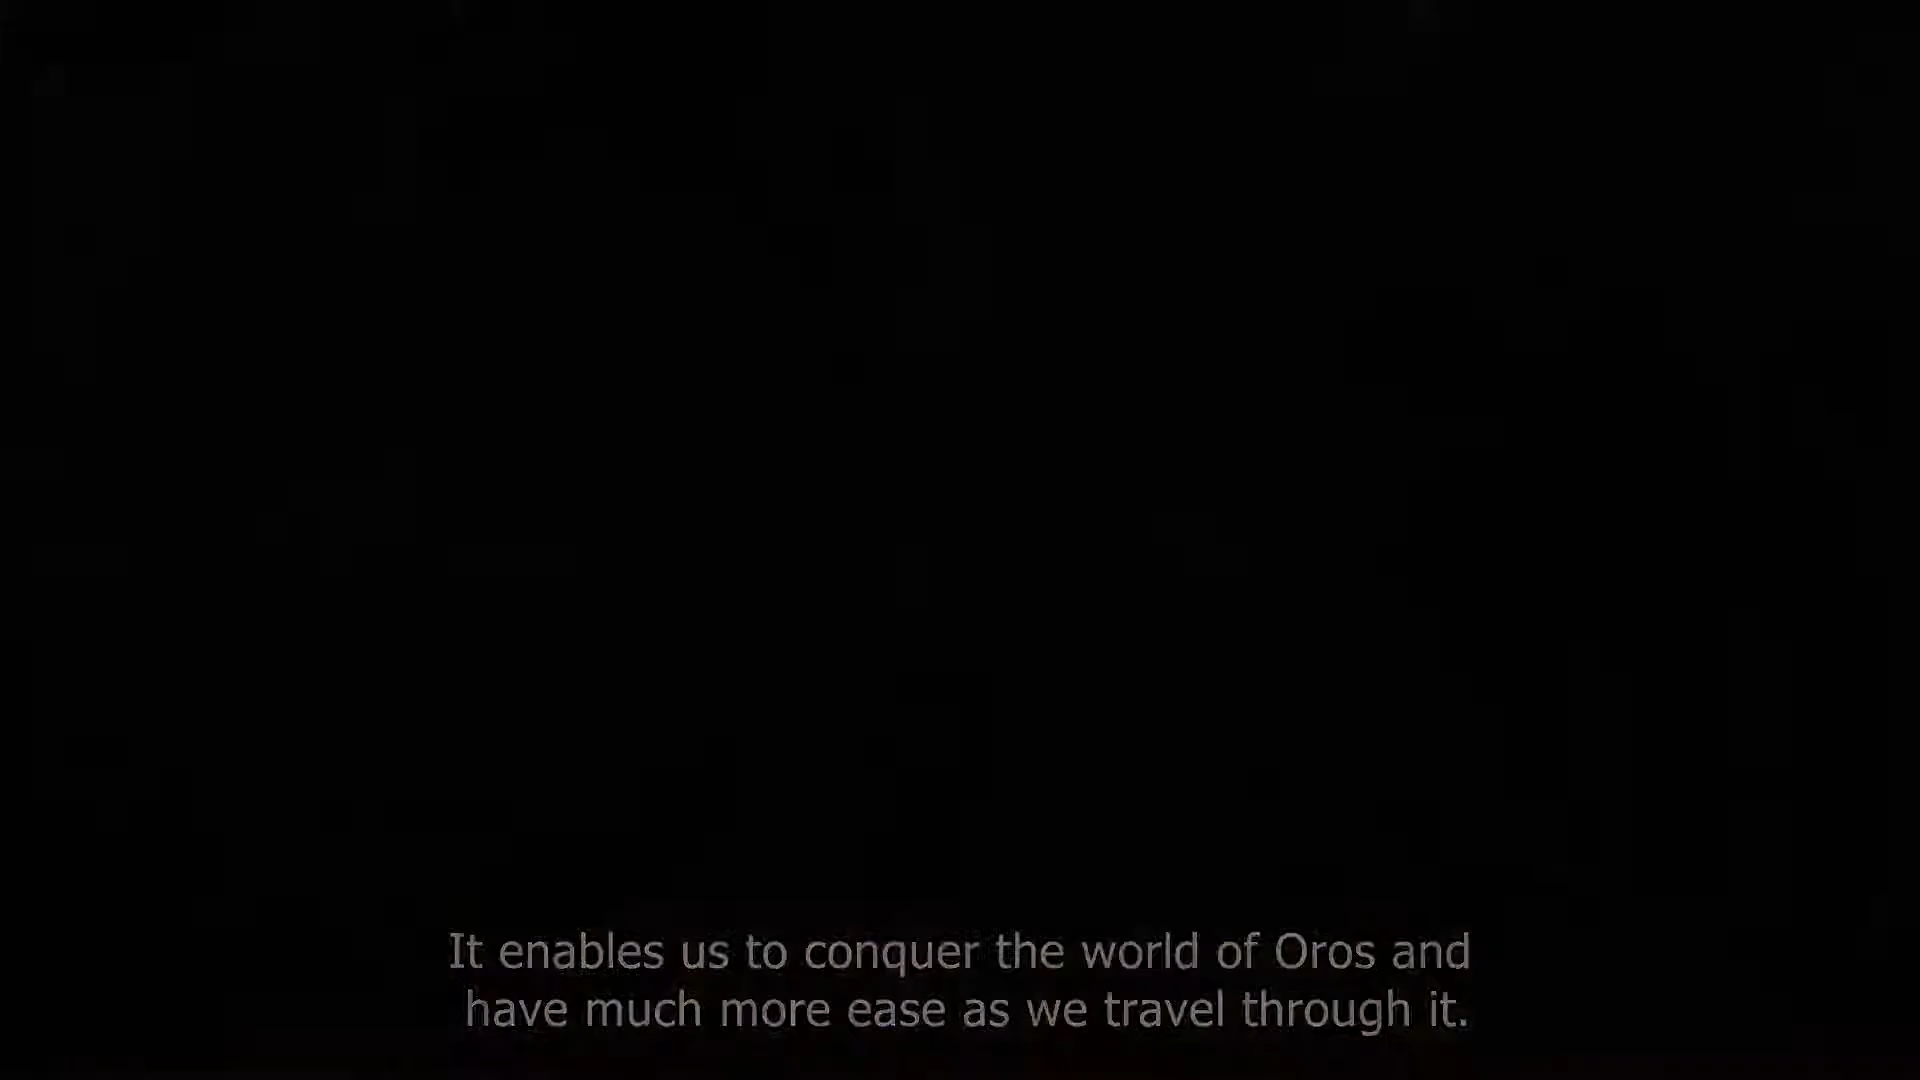 It enables us to conquer the world of Oros and
have much more ease as we travel through it.